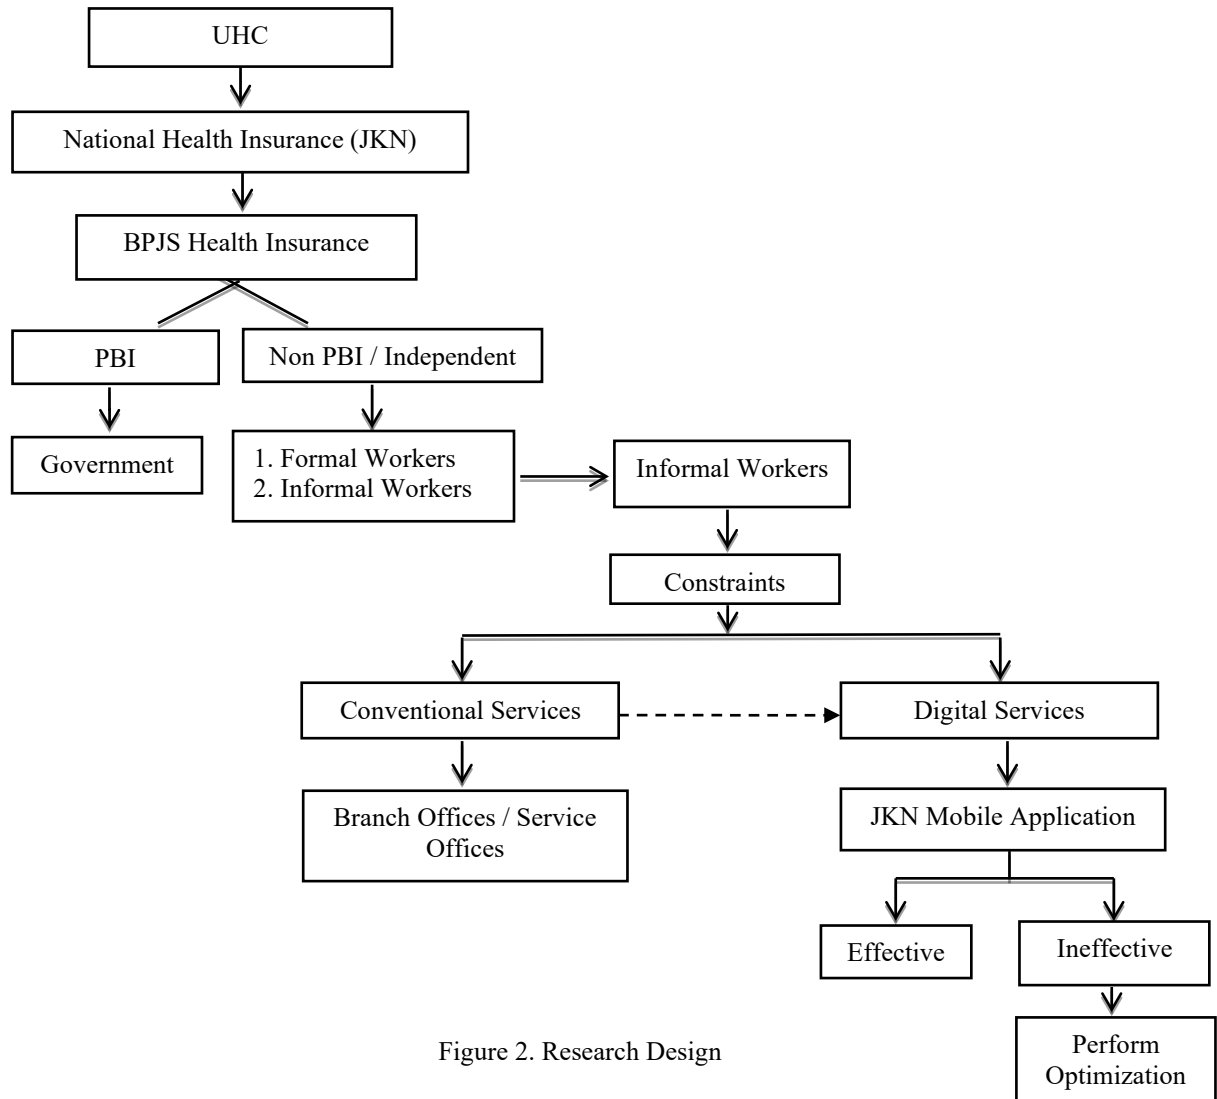 UHC
National Health Insurance (JKN)
BPJS Health Insurance
PBI
Non PBI / Independent
Government
1. Formal Workers
2. Informal Workers
Informal Workers
Constraints
Conventional Services
Digital Services
Branch Offices / Service
Offices
JKN Mobile Application
Effective
Ineffective
Perform
Optimization
Figure 2. Research Design